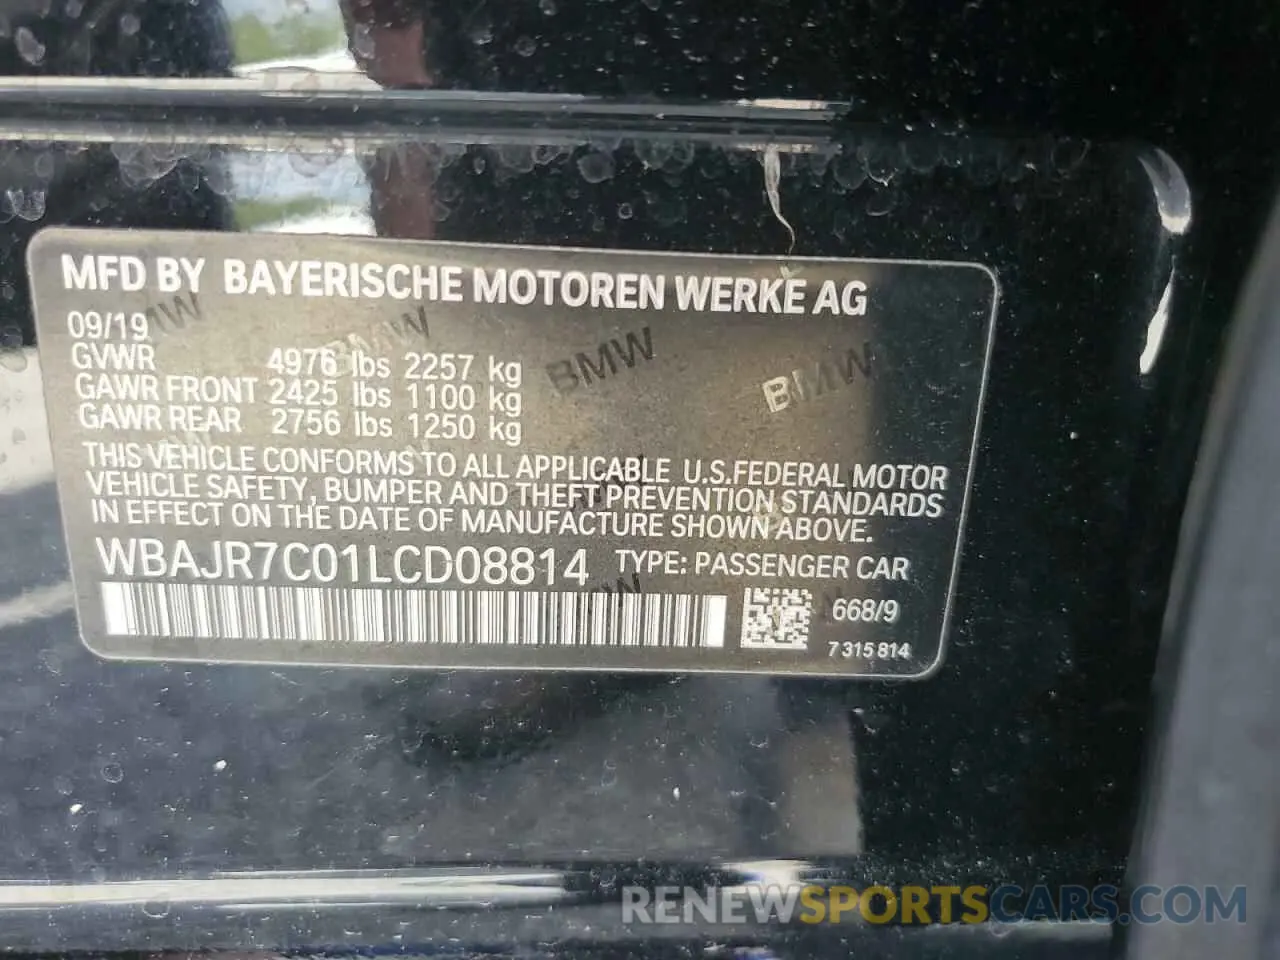 MFD BY BAYERISCHE MOTOREN WERKE AG
09/19
GVWR 4976 lbs 2257 kg
GAWR FRONT 2425 lbs 1100 kg
GAWR REAR 2756 lbs 1250 kg
THIS VEHICLE CONFORMS TO ALL APPLICABLE U.S.FEDERAL MOTOR
VEHICLE SAFETY, BUMPER AND THEFT PREVENTION STANDARDS
IN EFFECT ON THE DATE OF MANUFACTURE SHOWN ABOVE.
WBAJR7C01LCD08814 TYPE: PASSENGER CAR
668/9
7 315 814
BMW BMW BMW BMW
BMW
RENEWSPORTSCARS.COM